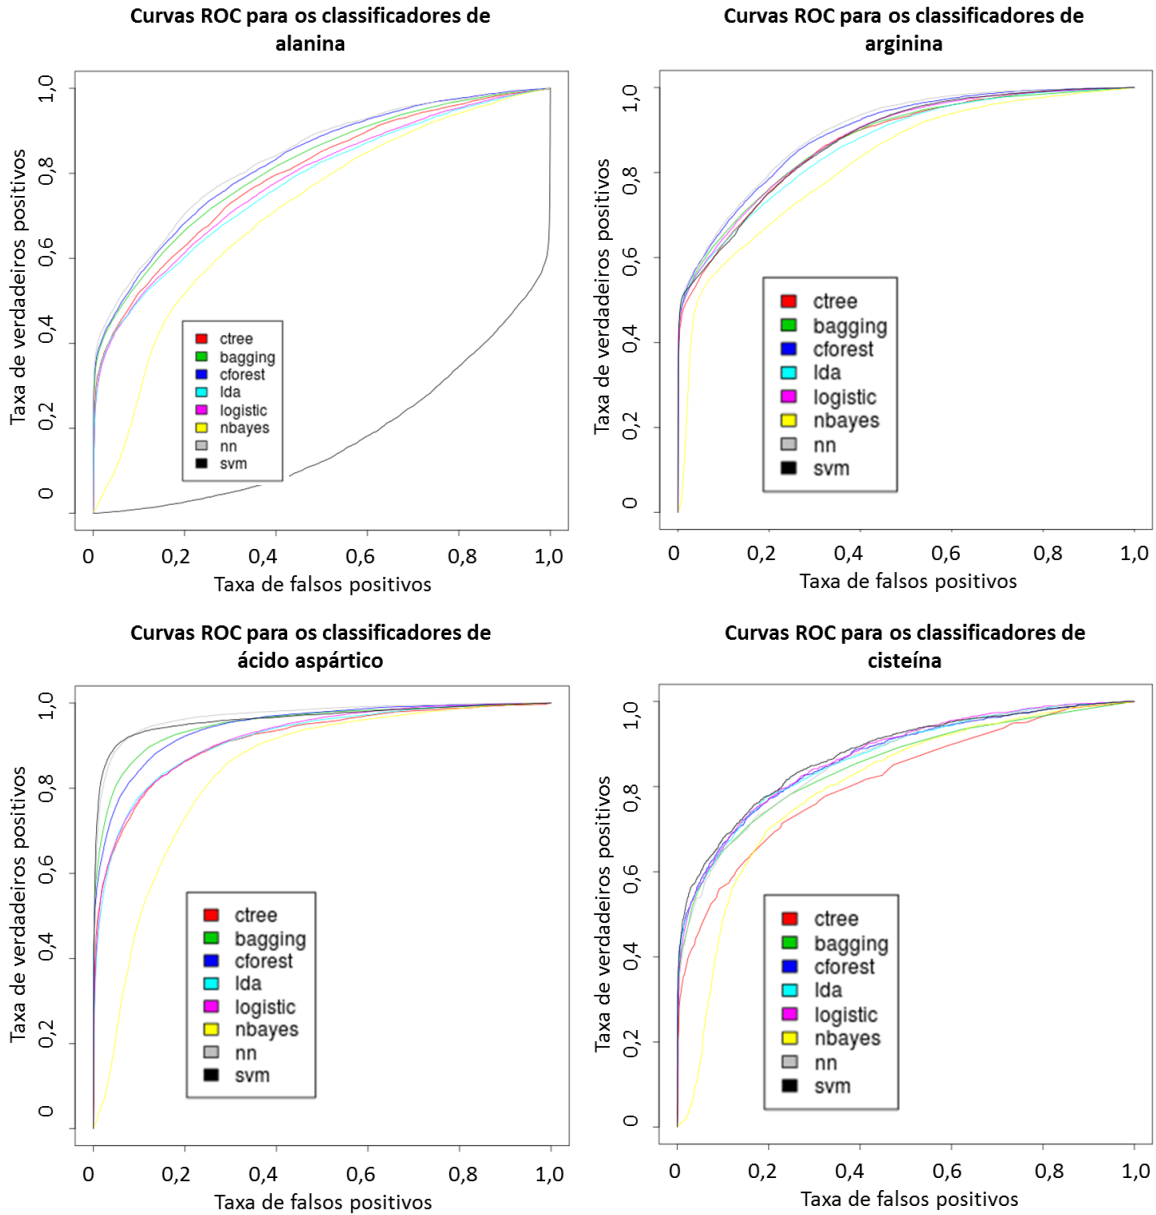 Curvas ROC para os classificadores de
alanina
Taxa de verdadeiros positivos
1,0
0,8
0,6
0,4
0,2
0
ctree
bagging
cforest
lda
logistic
nbayes
nn
svm
0 0,2 0,4 0,6 0,8 1,0
Taxa de falsos positivos
Curvas ROC para os classificadores de
arginina
Taxa de verdadeiros positivos
1,0
0,8
0,6
0,4
0,2
0
ctree
bagging
cforest
lda
logistic
nbayes
nn
svm
0 0,2 0,4 0,6 0,8 1,0
Taxa de falsos positivos
Curvas ROC para os classificadores de
ácido aspártico
Taxa de verdadeiros positivos
1,0
0,8
0,6
0,4
0,2
0
ctree
bagging
cforest
lda
logistic
nbayes
nn
svm
0 0,2 0,4 0,6 0,8 1,0
Taxa de falsos positivos
Curvas ROC para os classificadores de
cisteína
Taxa de verdadeiros positivos
1,0
0,8
0,6
0,4
0,2
0
ctree
bagging
cforest
lda
logistic
nbayes
nn
svm
0 0,2 0,4 0,6 0,8 1,0
Taxa de falsos positivos